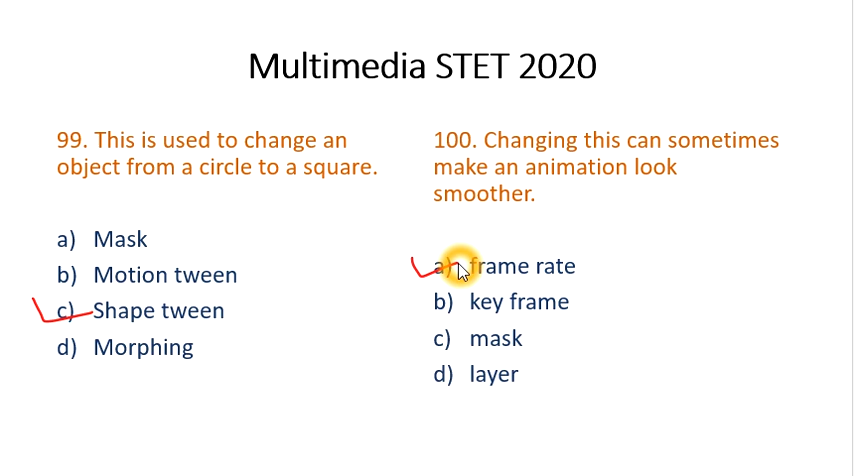 Multimedia STET 2020
99. This is used to change an
object from a circle to a square.
a) Mask
b) Motion tween
c) Shape tween
d) Morphing
100. Changing this can sometimes
make an animation look
smoother.
a) frame rate
b) key frame
c) mask
d) layer